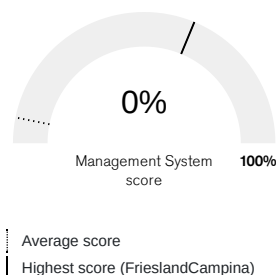 0%
Management System 100%
score
Average score
Highest score (FrieslandCampina)